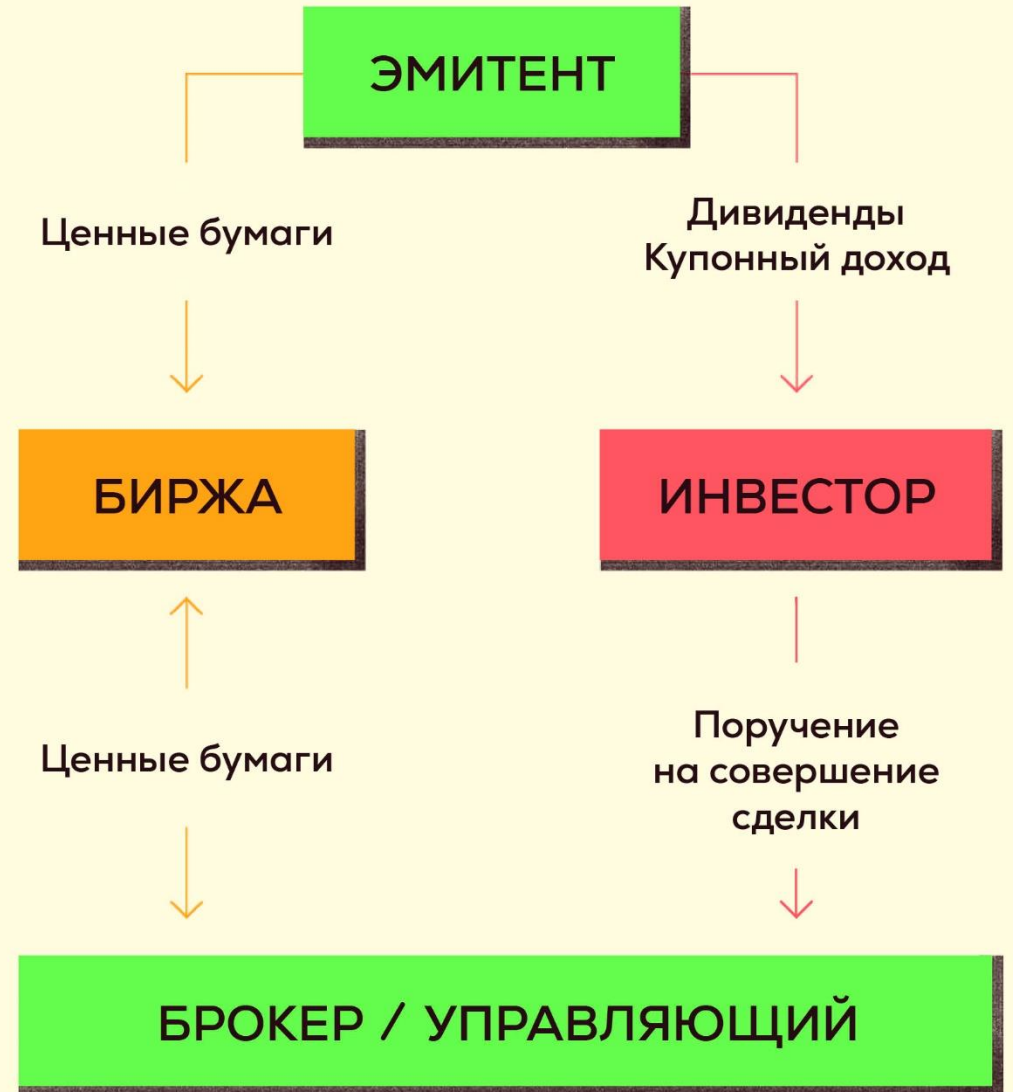 ЭМИТЕНТ
Ценные бумаги
Дивиденды
Купонный доход
БИРЖА
ИНВЕСТОР
Ценные бумаги
Поручение
на совершение
сделки
БРОКЕР / УПРАВЛЯЮЩИЙ